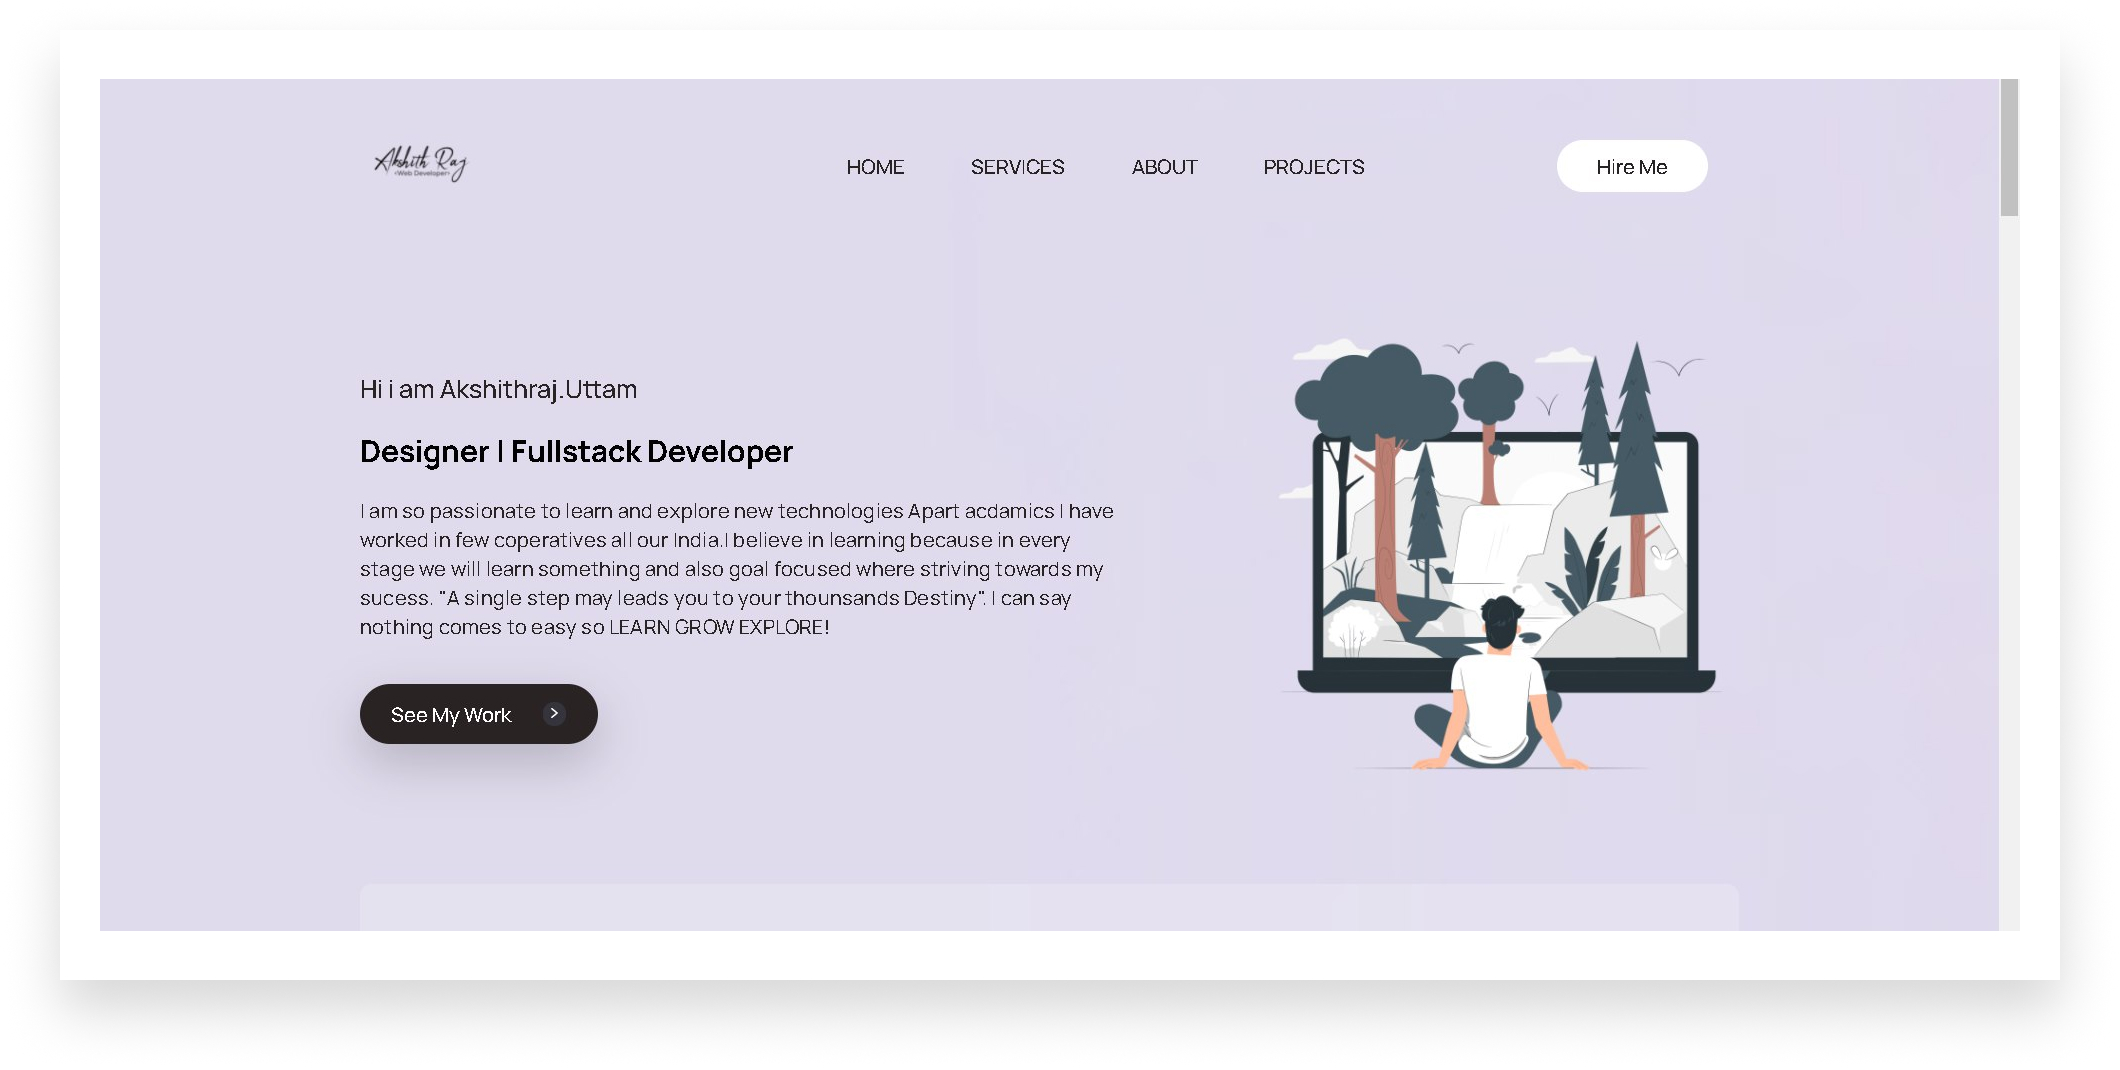 Akshith Raj
<Web Developer>
HOME SERVICES ABOUT PROJECTS Hire Me
Hi i am Akshithraj.Uttam
Designer | Fullstack Developer
I am so passionate to learn and explore new technologies Apart acdamics I have
worked in few coperatives all our India.I believe in learning because in every
stage we will learn something and also goal focused where striving towards my
sucess. "A single step may leads you to your thounsands Destiny". I can say
nothing comes to easy so LEARN GROW EXPLORE!
See My Work